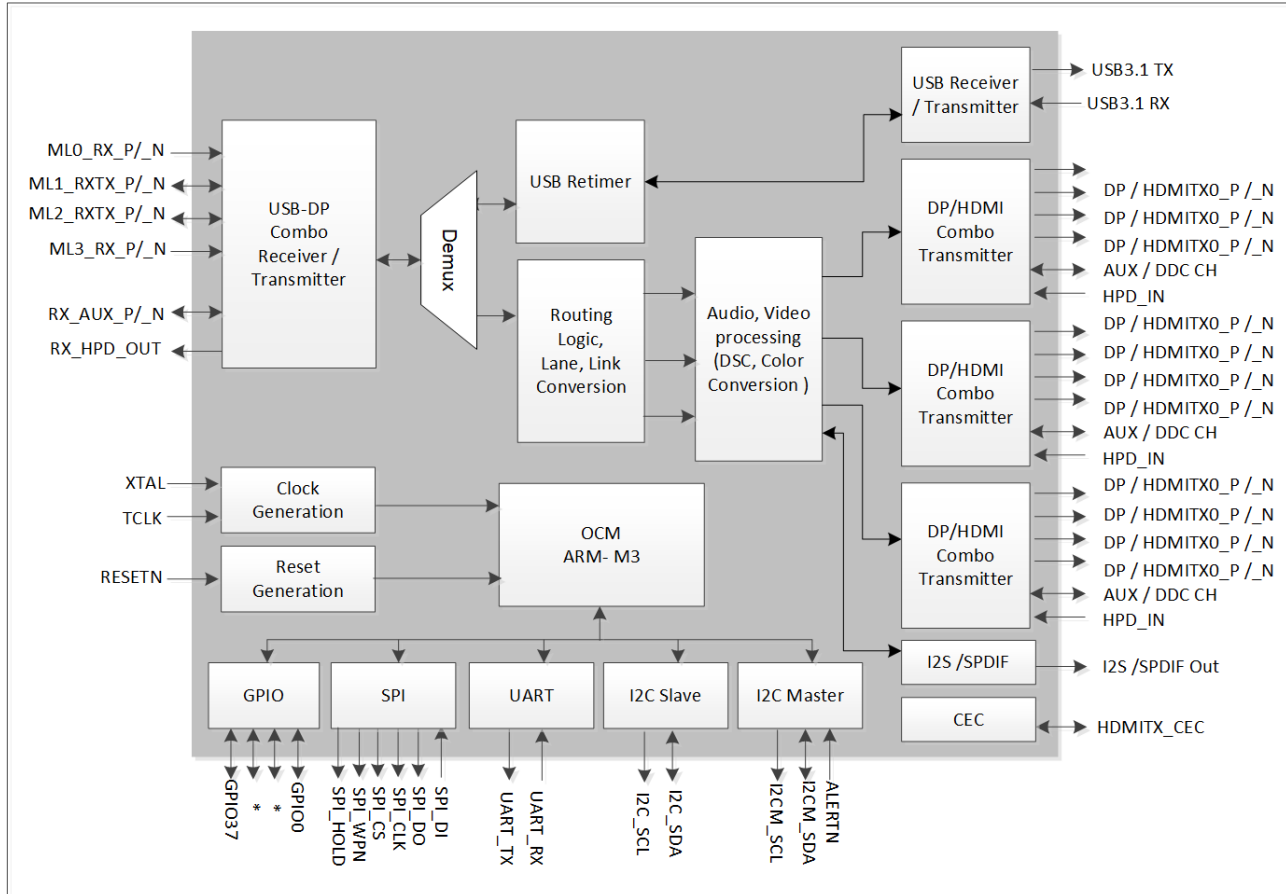 USB3.1 TX
USB Receiver
/ Transmitter
USB3.1 RX
ML0_RX_P/_N
ML1_RXTX_P/_N
ML2_RXTX_P/_N
ML3_RX_P/_N
RX_AUX_P/_N
RX_HPD_OUT
USB-DP
Combo
Receiver /
Transmitter
Demux
USB Retimer
Routing
Logic,
Lane, Link
Conversion
Audio, Video
processing
(DSC, Color
Conversion )
DP/HDMI
Combo
Transmitter
DP / HDMITX0_P /_N
DP / HDMITX0_P /_N
DP / HDMITX0_P /_N
AUX / DDC CH
HPD_IN
DP/HDMI
Combo
Transmitter
DP / HDMITX0_P /_N
DP / HDMITX0_P /_N
DP / HDMITX0_P /_N
DP / HDMITX0_P /_N
AUX / DDC CH
HPD_IN
DP/HDMI
Combo
Transmitter
DP / HDMITX0_P /_N
DP / HDMITX0_P /_N
DP / HDMITX0_P /_N
DP / HDMITX0_P /_N
AUX / DDC CH
HPD_IN
XTAL
TCLK
Clock
Generation
RESETN
Reset
Generation
OCM
ARM- M3
I2S /SPDIF
I2S /SPDIF Out
CEC
HDMITX_CEC
GPIO
SPI
UART
I2C Slave
I2C Master
GPIO37
*
*
GPIO0
SPI_HOLD
SPI_WPN
SPI_CS
SPI_CLK
SPI_DO
SPI_DI
UART_TX
UART_RX
I2C_SCL
I2C_SDA
I2CM_SCL
I2CM_SDA
ALERTN